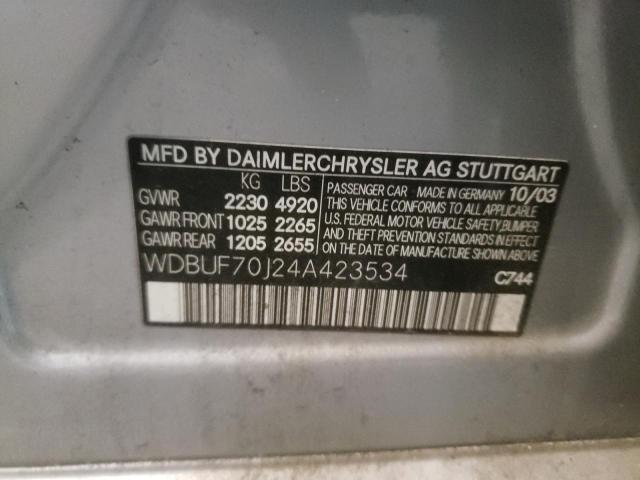 MFD BY DAIMLERCHRYSLER AG STUTTGART
KG LBS
GVWR 2230 4920
GAWR FRONT 1025 2265
GAWR REAR 1205 2655
PASSENGER CAR MADE IN GERMANY 10/03
THIS VEHICLE CONFORMS TO ALL APPLICABLE
U.S. FEDERAL MOTOR VEHICLE SAFETY, BUMPER,
AND THEFT PREVENTION STANDARDS IN EFFECT
ON THE DATE OF MANUFACTURE SHOWN ABOVE
WDBUF70J24A423534
C744